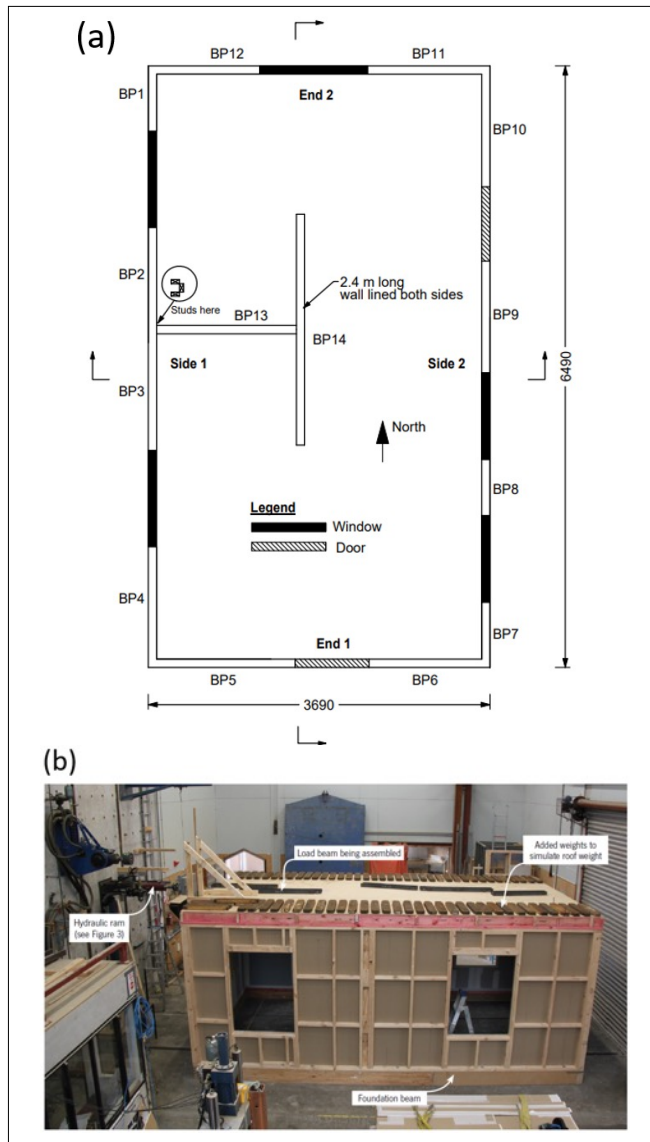 (a)
BP12
BP11
BP1
End 2
BP10
BP2
2.4 m long
wall lined both sides
Studs here
BP13
BP9
BP14
Side 1
Side 2
BP3
6490
North
BP8
Legend
Window
Door
BP4
End 1
BP7
BP5
BP6
3690
(b)
Load beam being assembled
Added weights to
simulate roof weight
Hydraulic ram
(see Figure 3)
Foundation beam